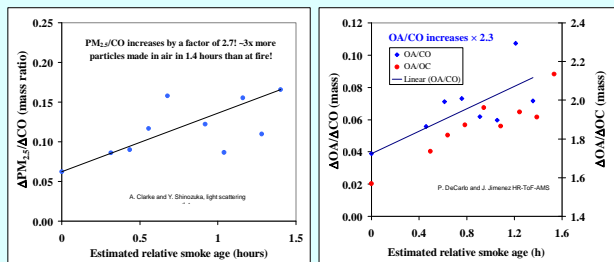 PM2.5/CO increases by a factor of 2.7! ~3x more
particles made in air in 1.4 hours than at fire!
ΔPM2.5/ΔCO (mass ratio)
0.25
0.20
0.15
0.10
0.05
0.00
A. Clarke and Y. Shinozuka, light scattering
0
0.5
1
1.5
Estimated relative smoke age (hours)
OA/CO increases × 2.3
OA/CO
OA/OC
Linear (OA/CO)
ΔOA/ΔCO (mass)
0.12
0.10
0.08
0.06
0.04
0.02
0.00
2.4
2.2
2.0
1.8
1.6
1.4
ΔOA/ΔOC (mass)
P. DeCarlo and J. Jimenez HR-ToF-AMS
0.0
0.4
0.8
1.2
1.6
Estimated relative smoke age (h)